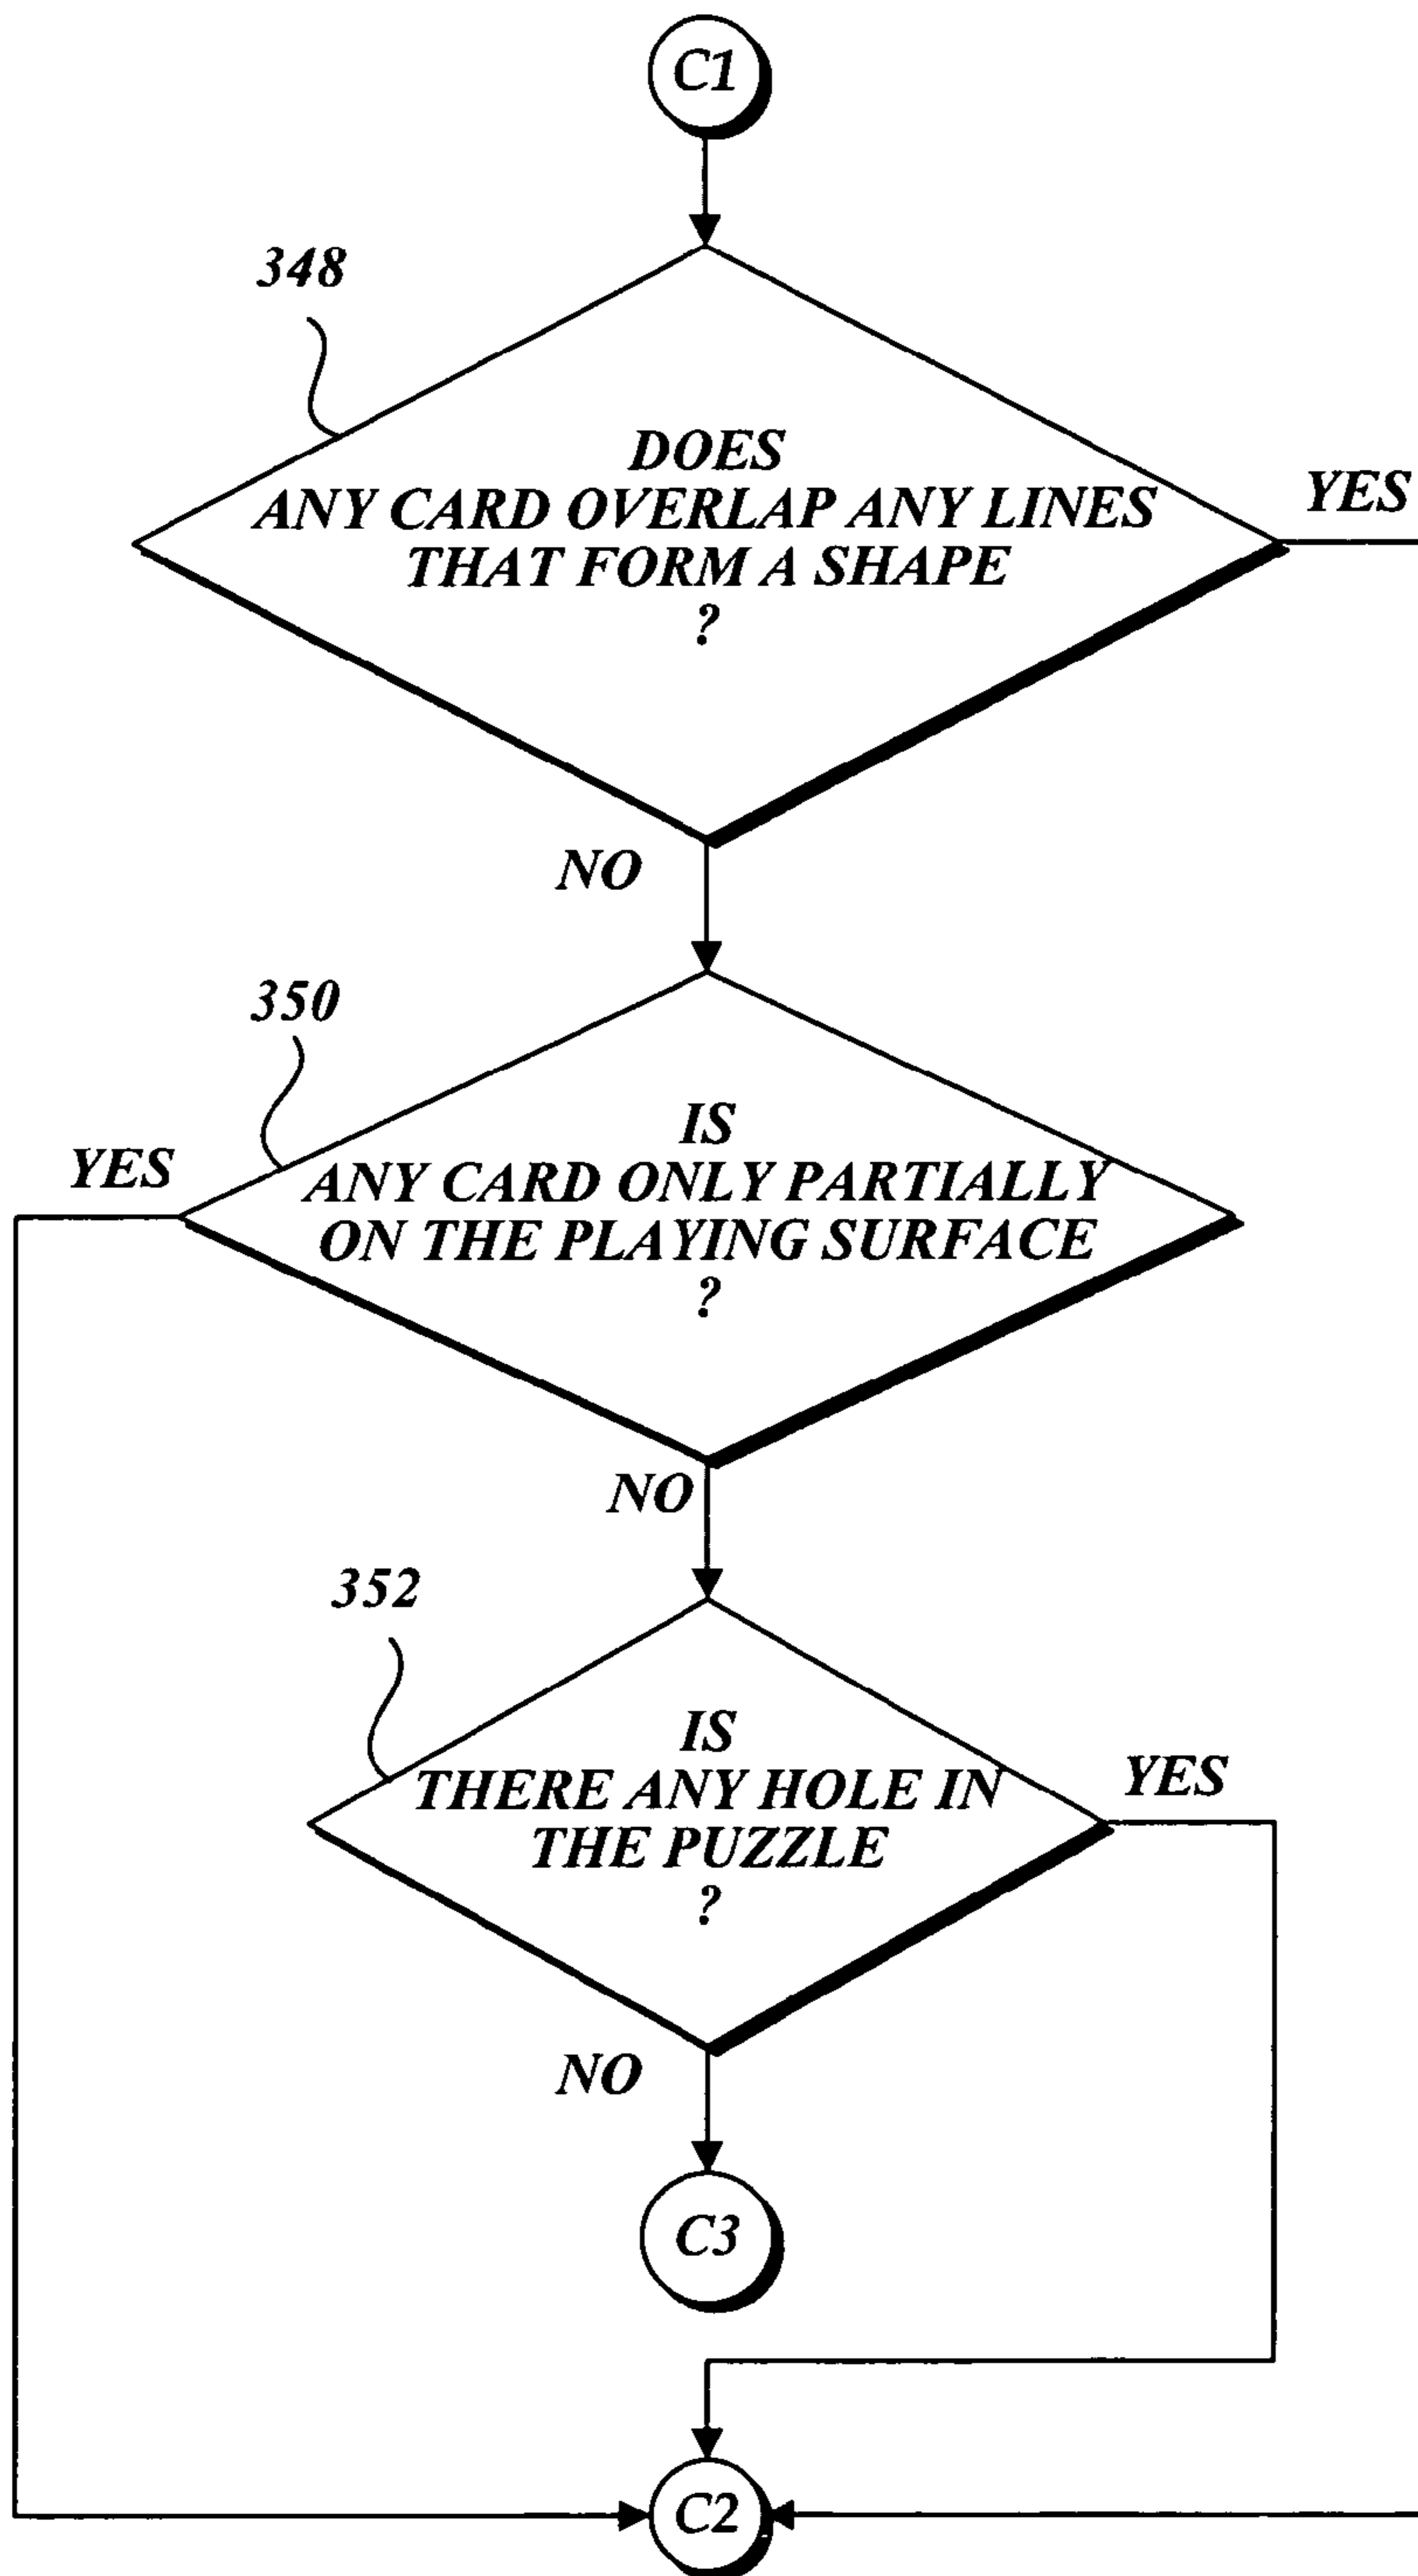 C1
348
DOES
ANY CARD OVERLAP ANY LINES
THAT FORM A SHAPE
?
YES
NO
350
IS
ANY CARD ONLY PARTIALLY
ON THE PLAYING SURFACE
?
YES
NO
352
IS
THERE ANY HOLE IN
THE PUZZLE
?
YES
NO
C3
C2